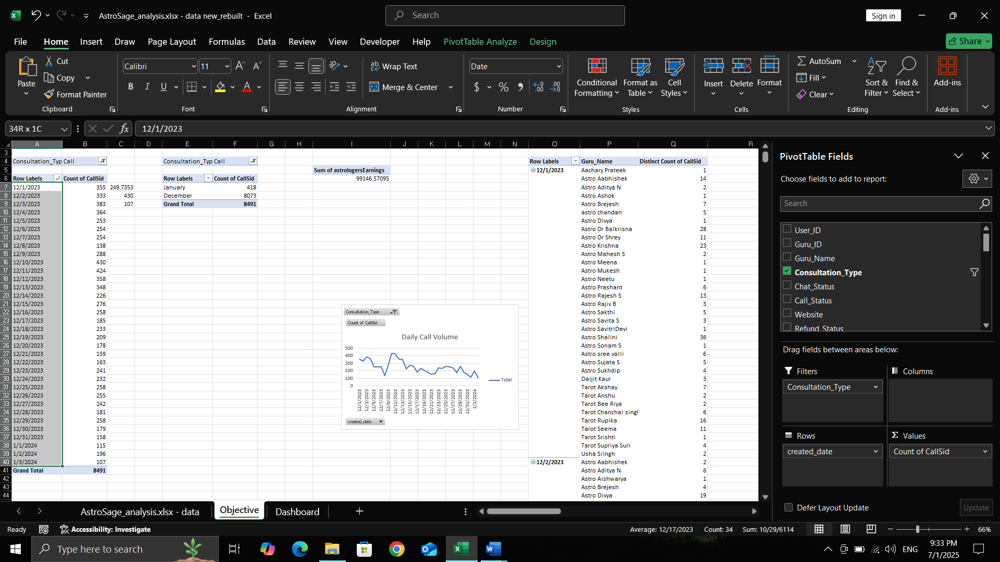 AstroSage_analysis.xlsx - data new_rebuilt - Excel
Search
Sign in
File Home Insert Draw Page Layout Formulas Data Review View Developer Help PivotTable Analyze Design
Share
Paste
Cut
Copy
Format Painter
Clipboard
Calibri 11
B I U
Font
Wrap Text
Merge & Center
Alignment
Date
$ % ,
Number
Conditional Formatting
Format as Table
Cell Styles
Styles
Insert Delete Format
Cells
AutoSum
Fill
Clear
Sort & Filter
Find & Select
Editing
Add-ins
Add-ins
34R x 1C
fx 12/1/2023
A B C D E F G H I J K L M N O P Q R
3
4 Consultation_Typ Call Consultation_Typ Call Row Labels Guru_Name Distinct Count of CallSid
5 Sum of astrologersEarnings 12/1/2023 Aachary Prateek 1
6 Row Labels Count of CallSid Row Labels Count of CallSid 99146.57095 Astro Aabhishek 14
7 12/1/2023 355 249.7353 January 418 Astro Aditya N 2
8 12/2/2023 333 430 December 8073 Astro Ashok 1
9 12/3/2023 383 107 Grand Total 8491 Astro Brejesh 7
10 12/4/2023 364 astro chandan 5
11 12/5/2023 253 Astro Divya 1
12 12/6/2023 254 Astro Dr Balkrisna 28
13 12/7/2023 254 Astro Dr Shrey 11
14 12/8/2023 138 Astro Krishna 23
15 12/9/2023 288 Astro Mahesh S 2
16 12/10/2023 430 Astro Meena 1
17 12/11/2023 424 Astro Mukesh 1
18 12/12/2023 358 Astro Neetu 1
19 12/13/2023 348 Astro Prashant 6
20 12/14/2023 226 Astro Rajesh S 13
21 12/15/2023 276 Astro Rajiv B 3
22 12/16/2023 258 Astro Sakthi 5
23 12/17/2023 185 Astro Savita S 3
24 12/18/2023 233 Astro SavitriDevi 1
25 12/19/2023 209 Astro Shalini 36
26 12/20/2023 178 Astro Sonam S 1
27 12/21/2023 159 Astro sree valli 6
28 12/22/2023 163 Astro Sujata S 5
29 12/23/2023 241 Astro Sukhdip 4
30 12/24/2023 232 Daljit Kaur 3
31 12/25/2023 258 Tarot Akshay 7
32 12/26/2023 255 Tarot Anshu 2
33 12/27/2023 242 Tarot Bee Riya 2
34 12/28/2023 181 Tarot Chanchal singl 6
35 12/29/2023 258 Tarot Rupika 16
36 12/30/2023 179 Tarot Seema 11
37 12/31/2023 158 Tarot Srishti 1
38 1/1/2024 115 Tarot Supriya Suri 4
39 1/2/2024 196 Usha Siingh 2
40 1/3/2024 107 12/2/2023 Astro Aabhishek 2
41 Grand Total 8491 Astro Aditya N 6
42 Astro Aishwarya 1
43 Astro Brejesh 4
44 Astro Divya 19
Consultation_Type
Count of CallSid
Daily Call Volume
500
400
300
200
100
0
Total
12/1/2023 12/3/2023 12/5/2023 12/7/2023 12/9/2023 12/11/2023 12/13/2023 12/15/2023 12/17/2023 12/19/2023 12/21/2023 12/23/2023 12/25/2023 12/27/2023 12/29/2023 12/31/2023 1/2/2024
created_date
PivotTable Fields
Choose fields to add to report:
Search
User_ID
Guru_ID
Guru_Name
Consultation_Type
Chat_Status
Call_Status
Website
Refund_Status
Drag fields between areas below:
Filters
Consultation_Type
Columns
Rows
created_date
Values
Count of CallSid
Defer Layout Update
Update
AstroSage_analysis.xlsx - data Objective Dashboard
Ready Accessibility: Investigate Average: 12/17/2023 Count: 34 Sum: 10/29/6114 66%
Type here to search
ENG
9:33 PM
7/1/2025